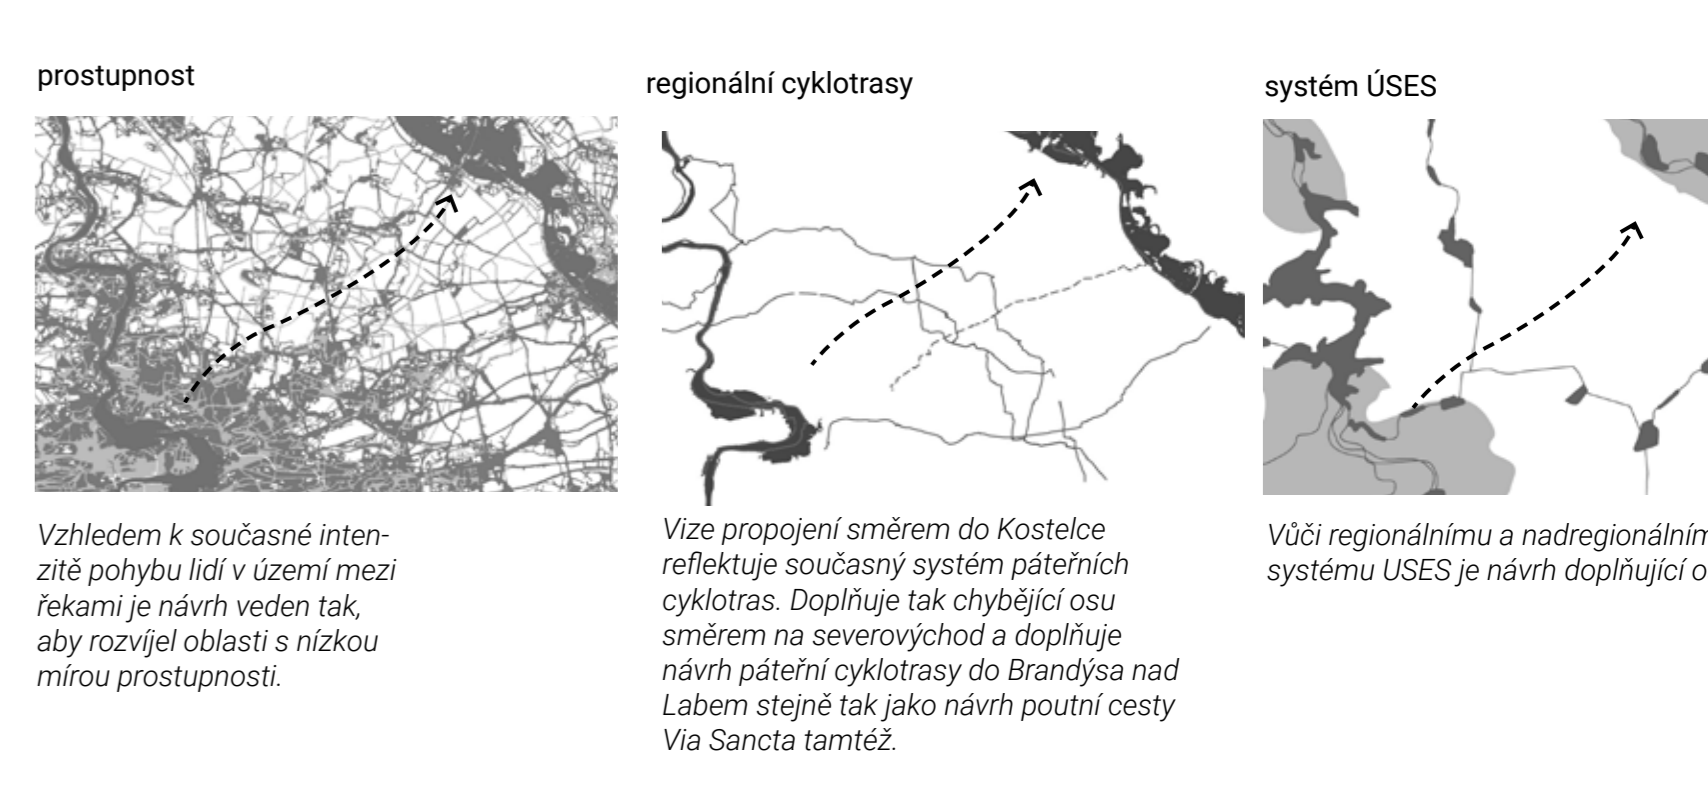 prostupnost
Vzhledem k současné inten-
zitě pohybu lidí v území mezi
řekami je návrh veden tak,
aby rozvíjel oblasti s nízkou
mírou prostupnosti.
regionální cyklotrasy
Vize propojení směrem do Kostelce
reflektuje současný systém páteřních
cyklotras. Doplňuje tak chybějící osu
směrem na severovýchod a doplňuje
návrh páteřní cyklotrasy do Brandýsa nad
Labem stejně tak jako návrh poutní cesty
Via Sancta tamtéž.
systém ÚSES
Vůči regionálnímu a
systému USES je návrh doplňující